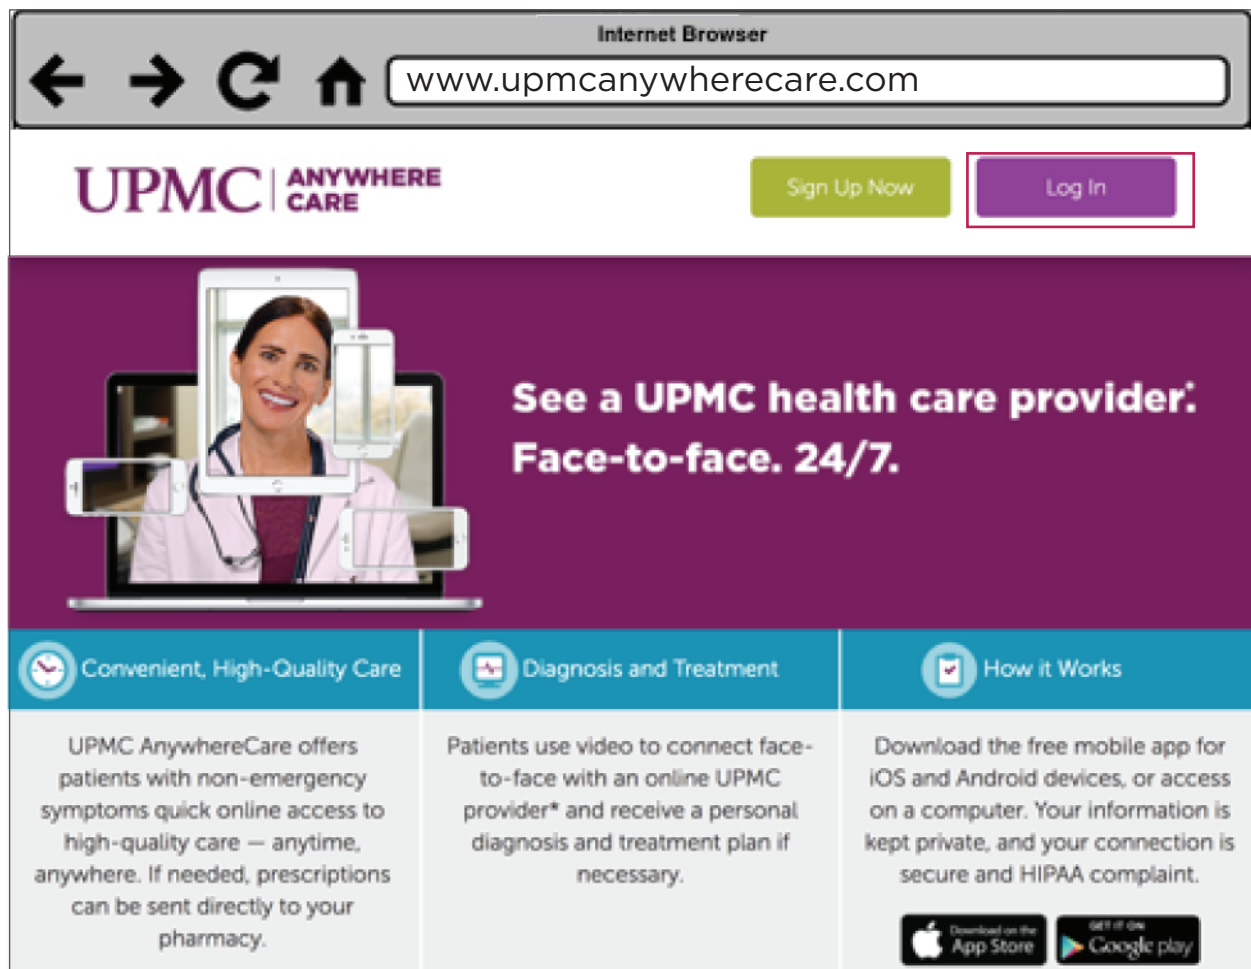 Internet Browser
www.upmcanywherecare.com
UPMC | ANYWHERE
CARE
Sign Up Now
Log In
See a UPMC health care provider.*
Face-to-face. 24/7.
Convenient, High-Quality Care
UPMC AnywhereCare offers
patients with non-emergency
symptoms quick online access to
high-quality care — anytime,
anywhere. If needed, prescriptions
can be sent directly to your
pharmacy.
Diagnosis and Treatment
Patients use video to connect face-
to-face with an online UPMC
provider* and receive a personal
diagnosis and treatment plan if
necessary.
How it Works
Download the free mobile app for
iOS and Android devices, or access
on a computer. Your information is
kept private, and your connection is
secure and HIPAA complaint.
Download on the
App Store
GET IT ON
Google play